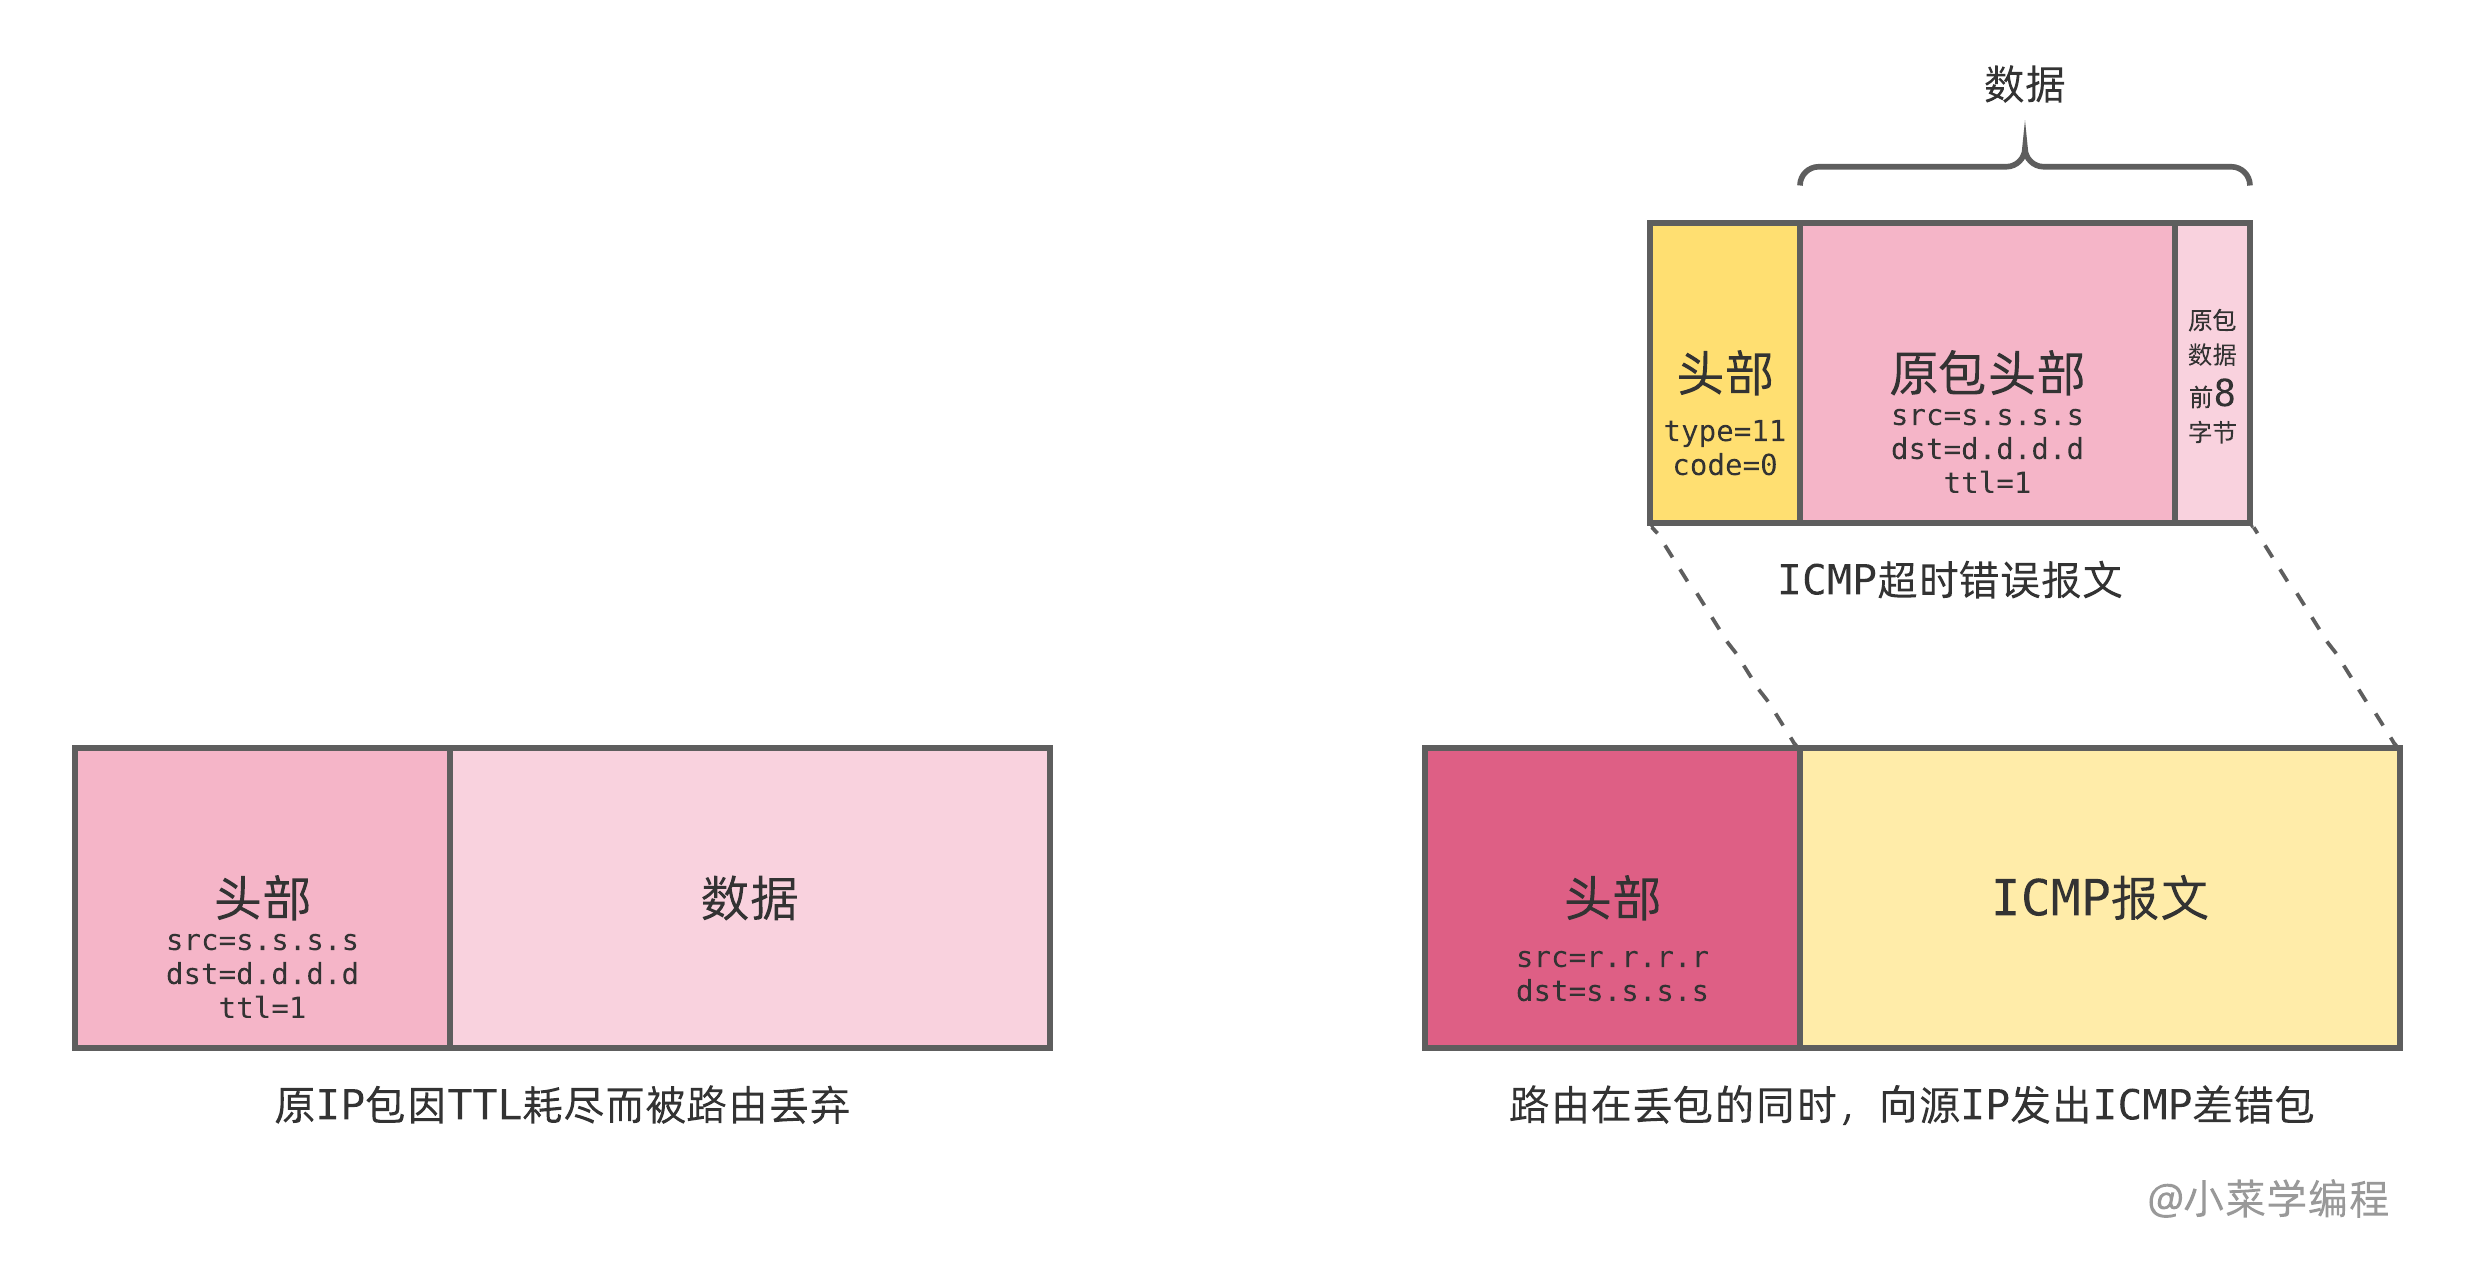 数据
头部
type=11
code=0
原包头部
src=s.s.s.s
dst=d.d.d.d
ttl=1
原包
数据
前8
字节
ICMP超时错误报文
头部
src=s.s.s.s
dst=d.d.d.d
ttl=1
数据
原IP包因TTL耗尽而被路由丢弃
头部
src=r.r.r.r
dst=s.s.s.s
ICMP报文
路由在丢包的同时，向源IP发出ICMP差错包
@小菜学编程